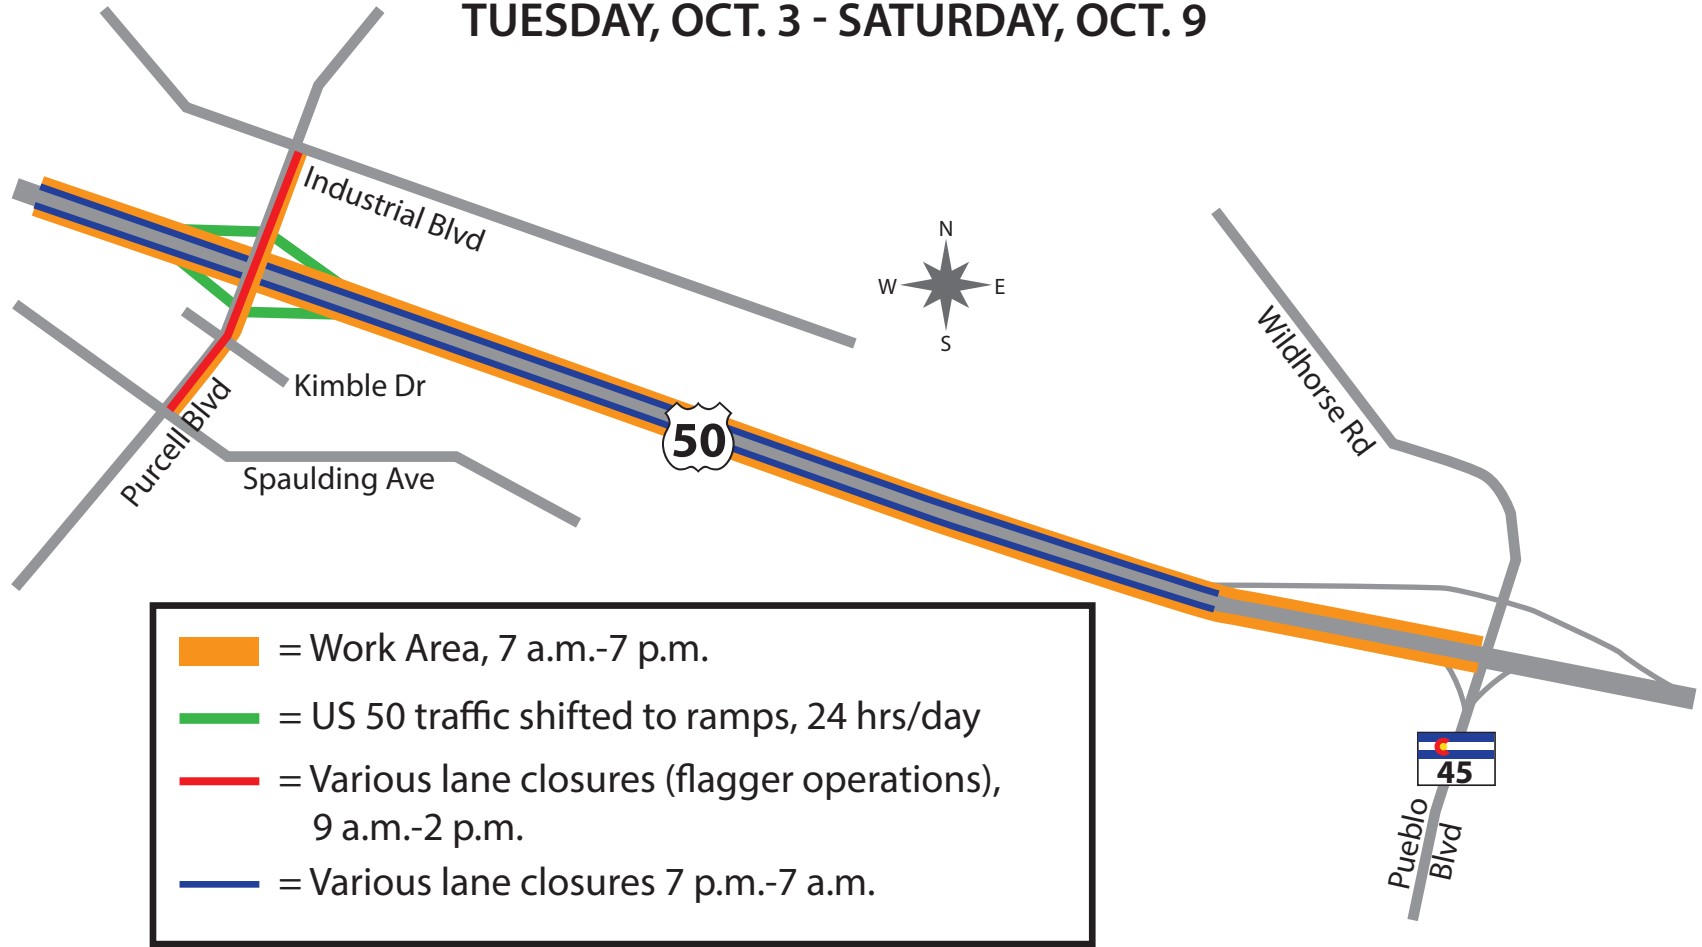 TUESDAY, OCT. 3 - SATURDAY, OCT. 9
Industrial Blvd
N
W
E
S
Wildhorse Rd
Kimble Dr
Purcell Blvd
50
Spaulding Ave
= Work Area, 7 a.m.-7 p.m.
= US 50 traffic shifted to ramps, 24 hrs/day
= Various lane closures (flagger operations),
9 a.m.-2 p.m.
= Various lane closures 7 p.m.-7 a.m.
45
Pueblo
Blvd